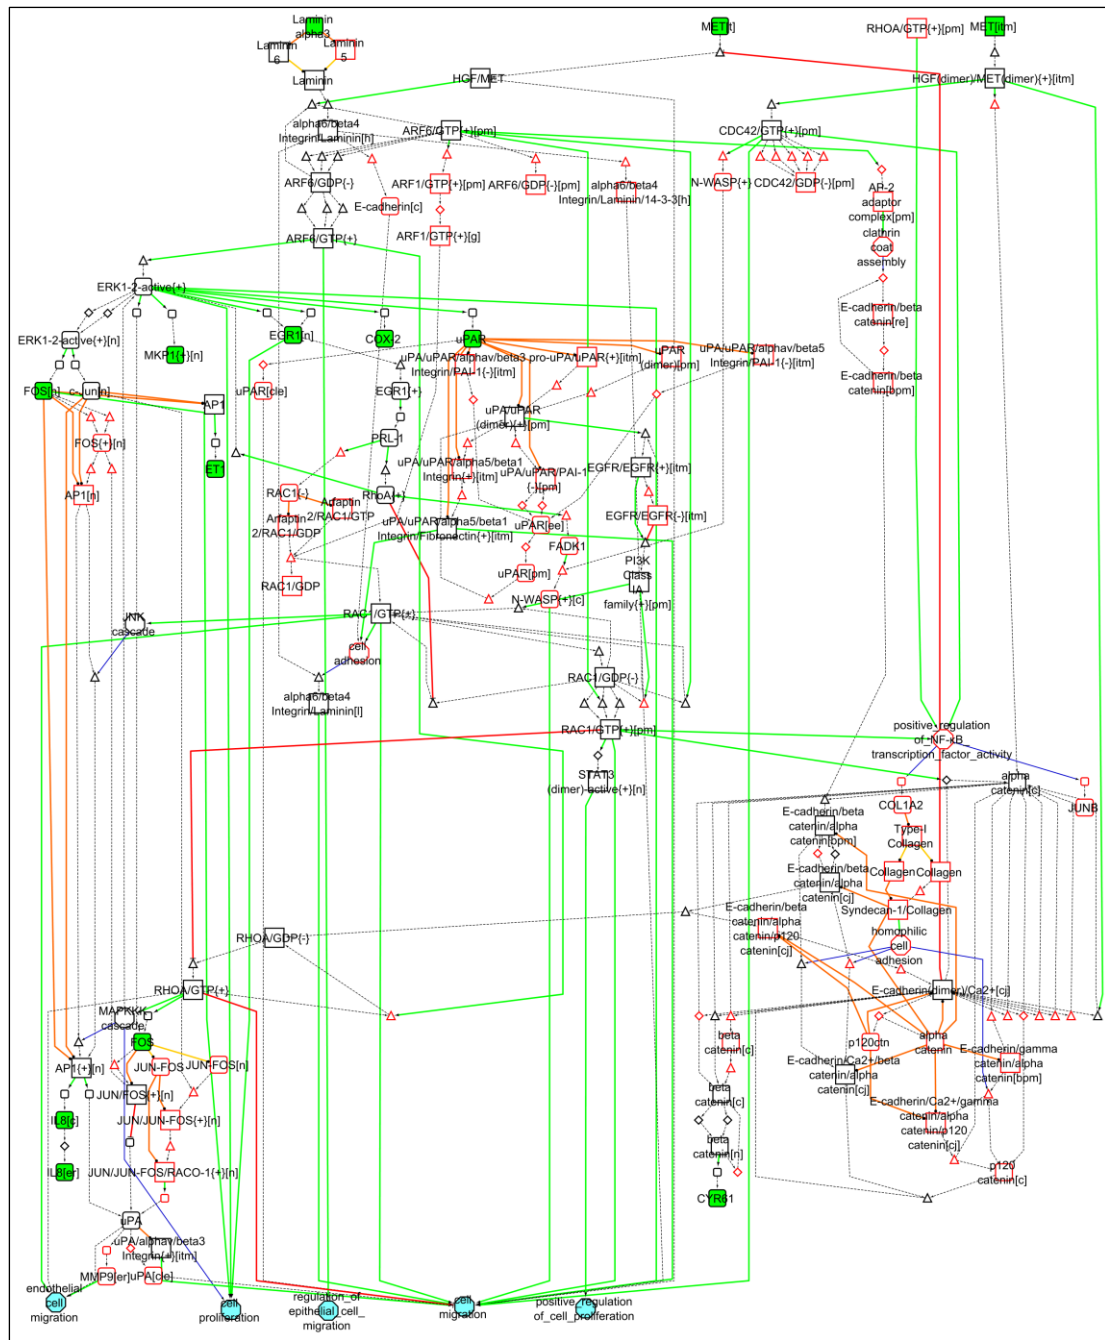 Laminin
alpha3
Laminin
6
Laminin
5
Laminin
MET[t]
RHOA/GTP{+}[pm]
MET[itm]
HGF/MET
HGF(dimer)/MET(dimer){+}[itm]
alpha6/beta4
Integrin/Laminin[h]
ARF6/GTP{+}[pm]
CDC42/GTP{+}[pm]
ARF6/GDP{-}
ARF1/GTP{+}[pm]
ARF6/GDP{-}[pm]
alpha6/beta4
Integrin/Laminin/14-3-3[h]
N-WASP{+}
CDC42/GDP{-}[pm]
AP-2
adaptor
complex[pm]
E-cadherin[c]
ARF6/GTP{+}
ARF1/GTP{+}[g]
clathrin
coat
assembly
ERK1-2-active{+}
E-cadherin/beta
catenin[re]
ERK1-2-active{+}[n]
MKP1{+}[n]
EGR1[n]
COX-2
uPAR
uPA/uPAR/alphav/beta3
Integrin/PAI-1{-}[itm]
pro-uPA/uPAR{+}[itm]
uPAR
(dimer)[pm]
uPA/uPAR/alphav/beta5
Integrin/PAI-1{-}[itm]
E-cadherin/beta
catenin[bpm]
FOS[n]
c-Jun[n]
AP1
uPAR[cle]
EGR1{+}
uPA/uPAR
(dimer){+}[pm]
FOS{+}[n]
ET1
PRL-1
EGFR/EGFR{+}[itm]
AP1[n]
RAC1{-}
Arfaptin
2/RAC1/GTP
RhoA{+}
uPA/uPAR/alpha5/beta1
Integrin{+}[itm]
uPA/uPAR/PAI-1
{-}[pm]
EGFR/EGFR{-}[itm]
Arfaptin
2/RAC1/GDP
uPA/uPAR/alpha5/beta1
Integrin/Fibronectin{+}[itm]
uPAR[ee]
FADK1
RAC1/GDP
uPAR[pm]
PI3K
Class
IA
family{+}[pm]
N-WASP{+}[c]
JNK
cascade
RAC1/GTP{+}
cell
adhesion
alpha6/beta4
Integrin/Laminin[l]
RAC1/GDP{-}
RAC1/GTP{+}[pm]
positive_regulation
of_NF-κB_
transcription_factor_activity
STAT3
(dimer)-active{+}[n]
alpha
catenin[c]
COL1A2
JUNB
E-cadherin/beta
catenin/alpha
catenin[bpm]
Type-I
Collagen
Collagen
Collagen
E-cadherin/beta
catenin/alpha
catenin[cj]
Syndecan-1/Collagen
E-cadherin/beta
catenin/alpha
catenin/p120
catenin[cj]
homophilic
cell
adhesion
RHOA/GDP{-}
RHOA/GTP{+}
E-cadherin(dimer)/Ca2+[cj]
MAPKKK
cascade
FOS
AP1{+}[n]
JUN-FOS
JUN-FOS[n]
beta
catenin[c]
p120ctn
alpha
catenin
E-cadherin/gamma
catenin/alpha
catenin[bpm]
E-cadherin/Ca2+/beta
catenin/alpha
catenin[cj]
JUN/FOS{+}[n]
beta
catenin[c]
E-cadherin/Ca2+/gamma
catenin/alpha
catenin/p120
catenin[cj]
IL8[c]
JUN/JUN-FOS{+}[n]
beta
catenin[n]
IL8[er]
JUN/JUN-FOS/RACO-1{+}[n]
p120
catenin[c]
CYR61
uPA
uPA/alphav/beta3
Integrin{+}[itm]
MMP9[er]
uPA[cle]
endothelial
cell
migration
cell
proliferation
regulation_of
epithelial_cell_
migration
cell
migration
positive_regulation
of_cell_proliferation